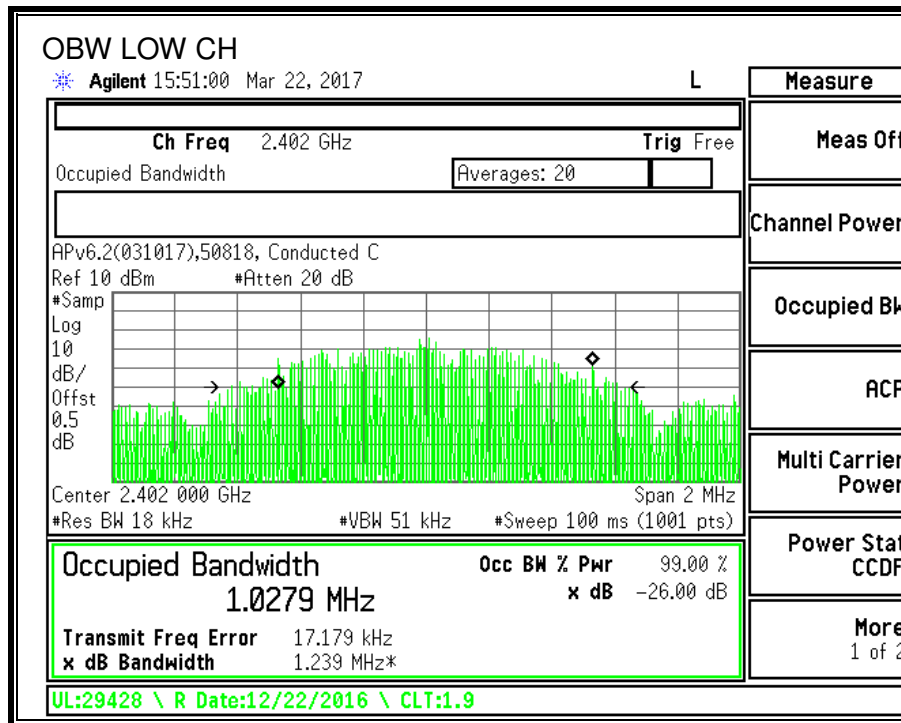 OBW LOW CH
Agilent 15:51:00 Mar 22, 2017 L
Measure
Ch Freq 2.402 GHz Trig Free
Meas Off
Occupied Bandwidth Averages: 20
Channel Power
APv6.2(031017),50818, Conducted C
Ref 10 dBm #Atten 20 dB
#Samp
Log
10
dB/
Offst
0.5
dB
Occupied BW
ACP
Multi Carrier
Power
Center 2.402 000 GHz Span 2 MHz
#Res BW 18 kHz #VBW 51 kHz #Sweep 100 ms (1001 pts)
Power Stat
CCDF
Occupied Bandwidth Occ BW % Pwr 99.00 %
1.0279 MHz x dB -26.00 dB
Transmit Freq Error 17.179 kHz
x dB Bandwidth 1.239 MHz*
More
1 of 2
UL:29428 \ R Date:12/22/2016 \ CLT:1.9